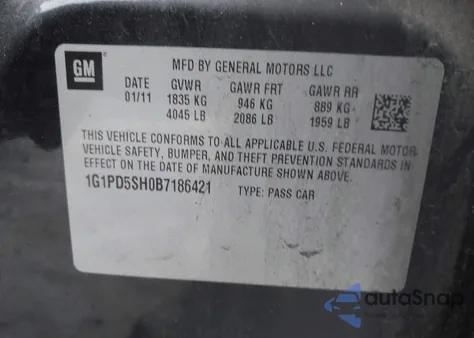 GM
MFD BY GENERAL MOTORS LLC
DATE GVWR GAWR FRT GAWR RR
01/11 1835 KG 946 KG 889 KG
4045 LB 2086 LB 1959 LB
THIS VEHICLE CONFORMS TO ALL APPLICABLE U.S. FEDERAL MOTOR
VEHICLE SAFETY, BUMPER, AND THEFT PREVENTION STANDARDS IN
EFFECT ON THE DATE OF MANUFACTURE SHOWN ABOVE.
1G1PD5SH0B7186421 TYPE: PASS CAR
autoSnap